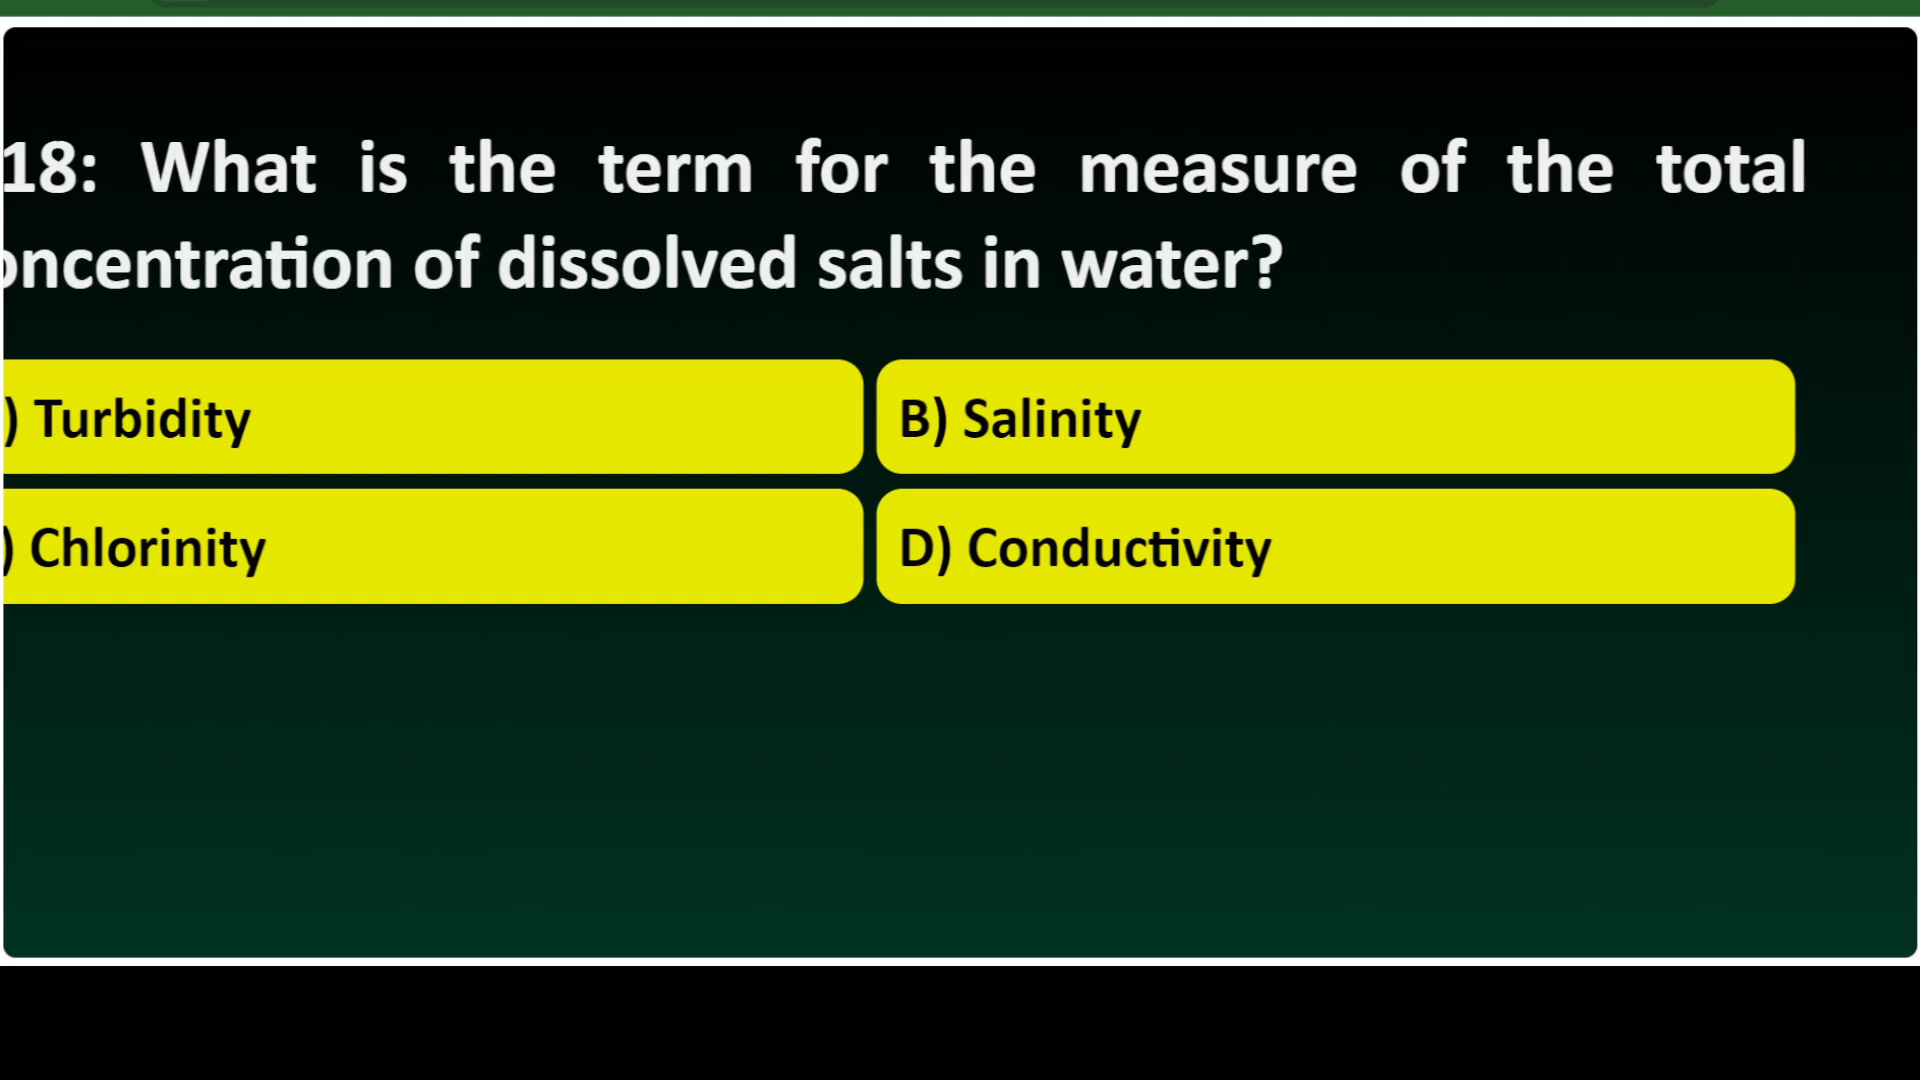 18: What is the term for the measure of the total
oncentration of dissolved salts in water?
) Turbidity
B) Salinity
) Chlorinity
D) Conductivity